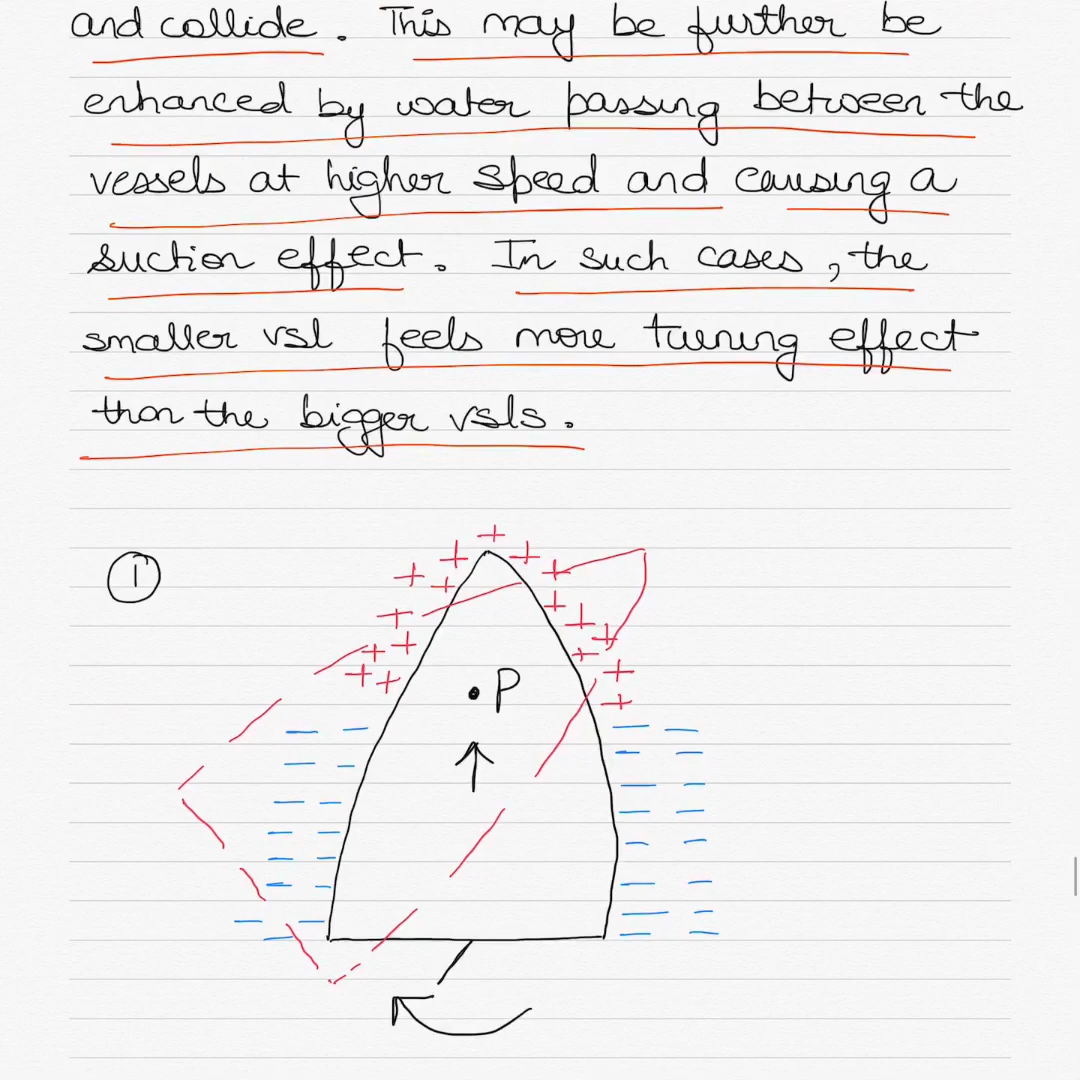 and collide. This may be further be
enhanced by water passing between the
vessels at higher speed and causing a
suction effect. In such cases, the
smaller vsl feels more turning effect
than the bigger vsls.
1
P